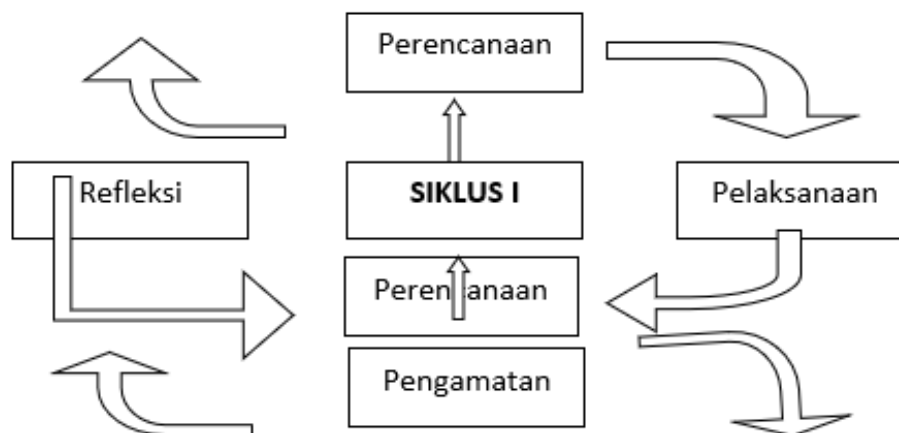 Perencanaan
Refleksi
SIKLUS I
Pelaksanaan
Perencanaan
Pengamatan